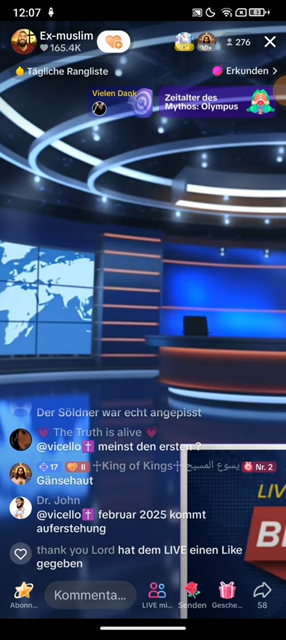 12:07
83
Ex-muslim
165.4K
276
Tägliche Rangliste
Erkunden >
Vielen Dank
Zeitalter des
Mythos: Olympus
Der Söldner war echt angepisst
The Truth is alive
@vicello✝️ meinst den ersten ?
17 II ✝King of Kings✝ يسوع المسيح Nr. 2
Gänsehaut
Dr. John
@vicello✝️ februar 2025 kommt
auferstehung
thank you Lord hat dem LIVE einen Like
gegeben
LIV
B
Kommenta...
Abonn...
LIVE mi...
Senden
Gesche...
58